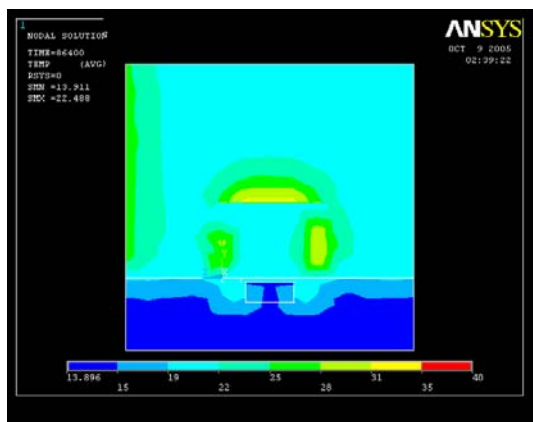 1
NODAL SOLUTION
TIME=86400
TEMP (AVG)
RSYS=0
SMN =13.911
SMX =22.488
ANSYS
OCT 9 2005
02:39:22
13.896 19 25 31 40
15 22 28 35